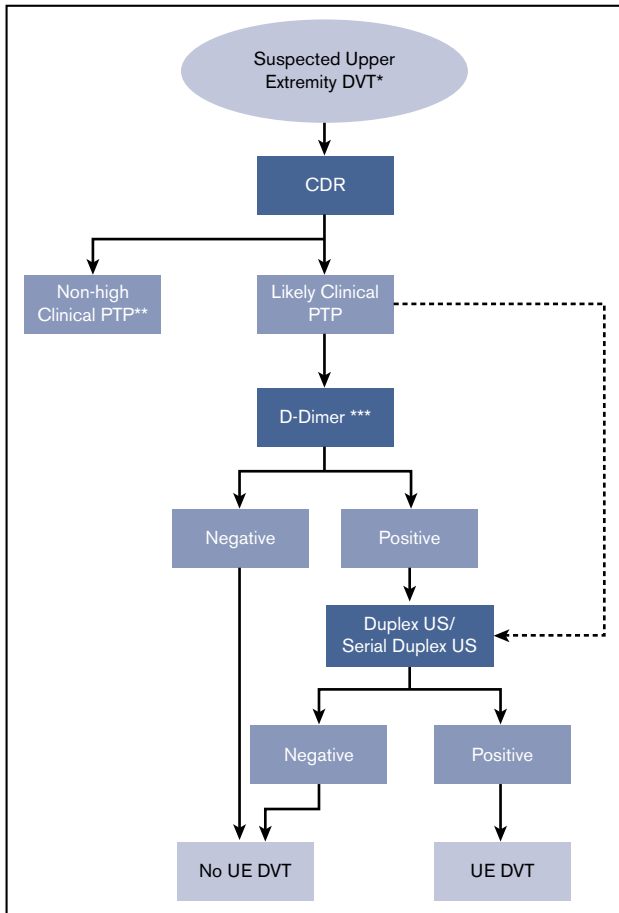 Suspected Upper
Extremity DVT*
CDR
Non-high
Clinical PTP**
Likely Clinical
PTP
D-Dimer ***
Negative
Positive
Duplex US/
Serial Duplex US
Negative
Positive
No UE DVT
UE DVT